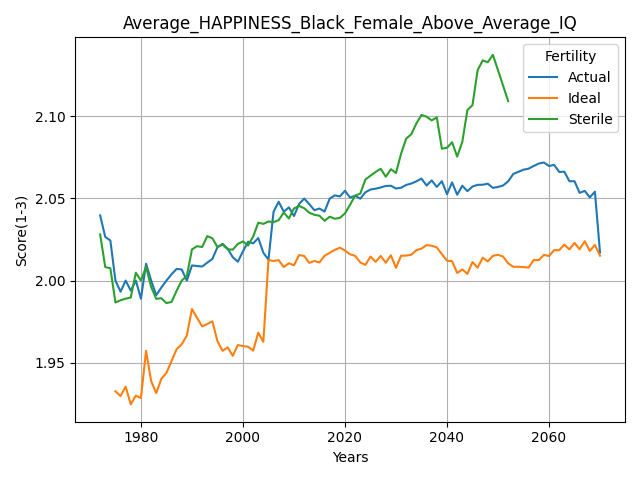 Average_HAPPINESS_Black_Female_Above_Average_IQ
Fertility
Actual
Ideal
Sterile
Score(1-3)
2.10
2.05
2.00
1.95
1980 2000 2020 2040 2060
Years